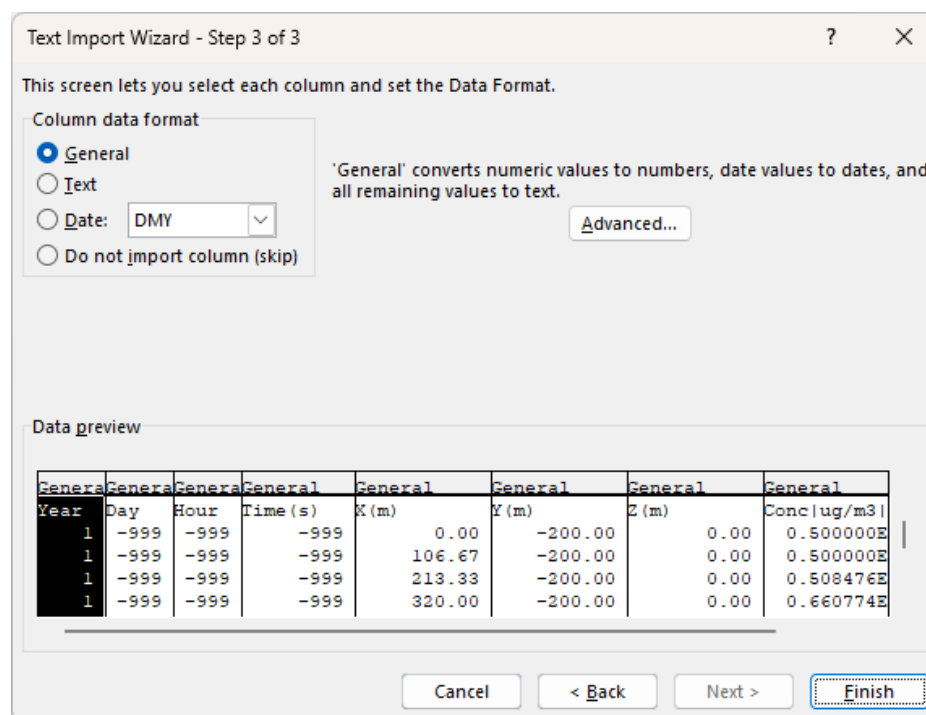 Text Import Wizard - Step 3 of 3
?
This screen lets you select each column and set the Data Format.
Column data format
General
Text
Date: DMY
Do not import column (skip)
'General' converts numeric values to numbers, date values to dates, and
all remaining values to text.
Advanced...
Data preview
Genera Genera Genera General General General General General
Year Day Hour Time(s) X(m) Y(m) Z(m) Conc|ug/m3|
1 -999 -999 -999 0.00 -200.00 0.00 0.500000E
1 -999 -999 -999 106.67 -200.00 0.00 0.500000E
1 -999 -999 -999 213.33 -200.00 0.00 0.508476E
1 -999 -999 -999 320.00 -200.00 0.00 0.660774E
Cancel
< Back
Next >
Finish